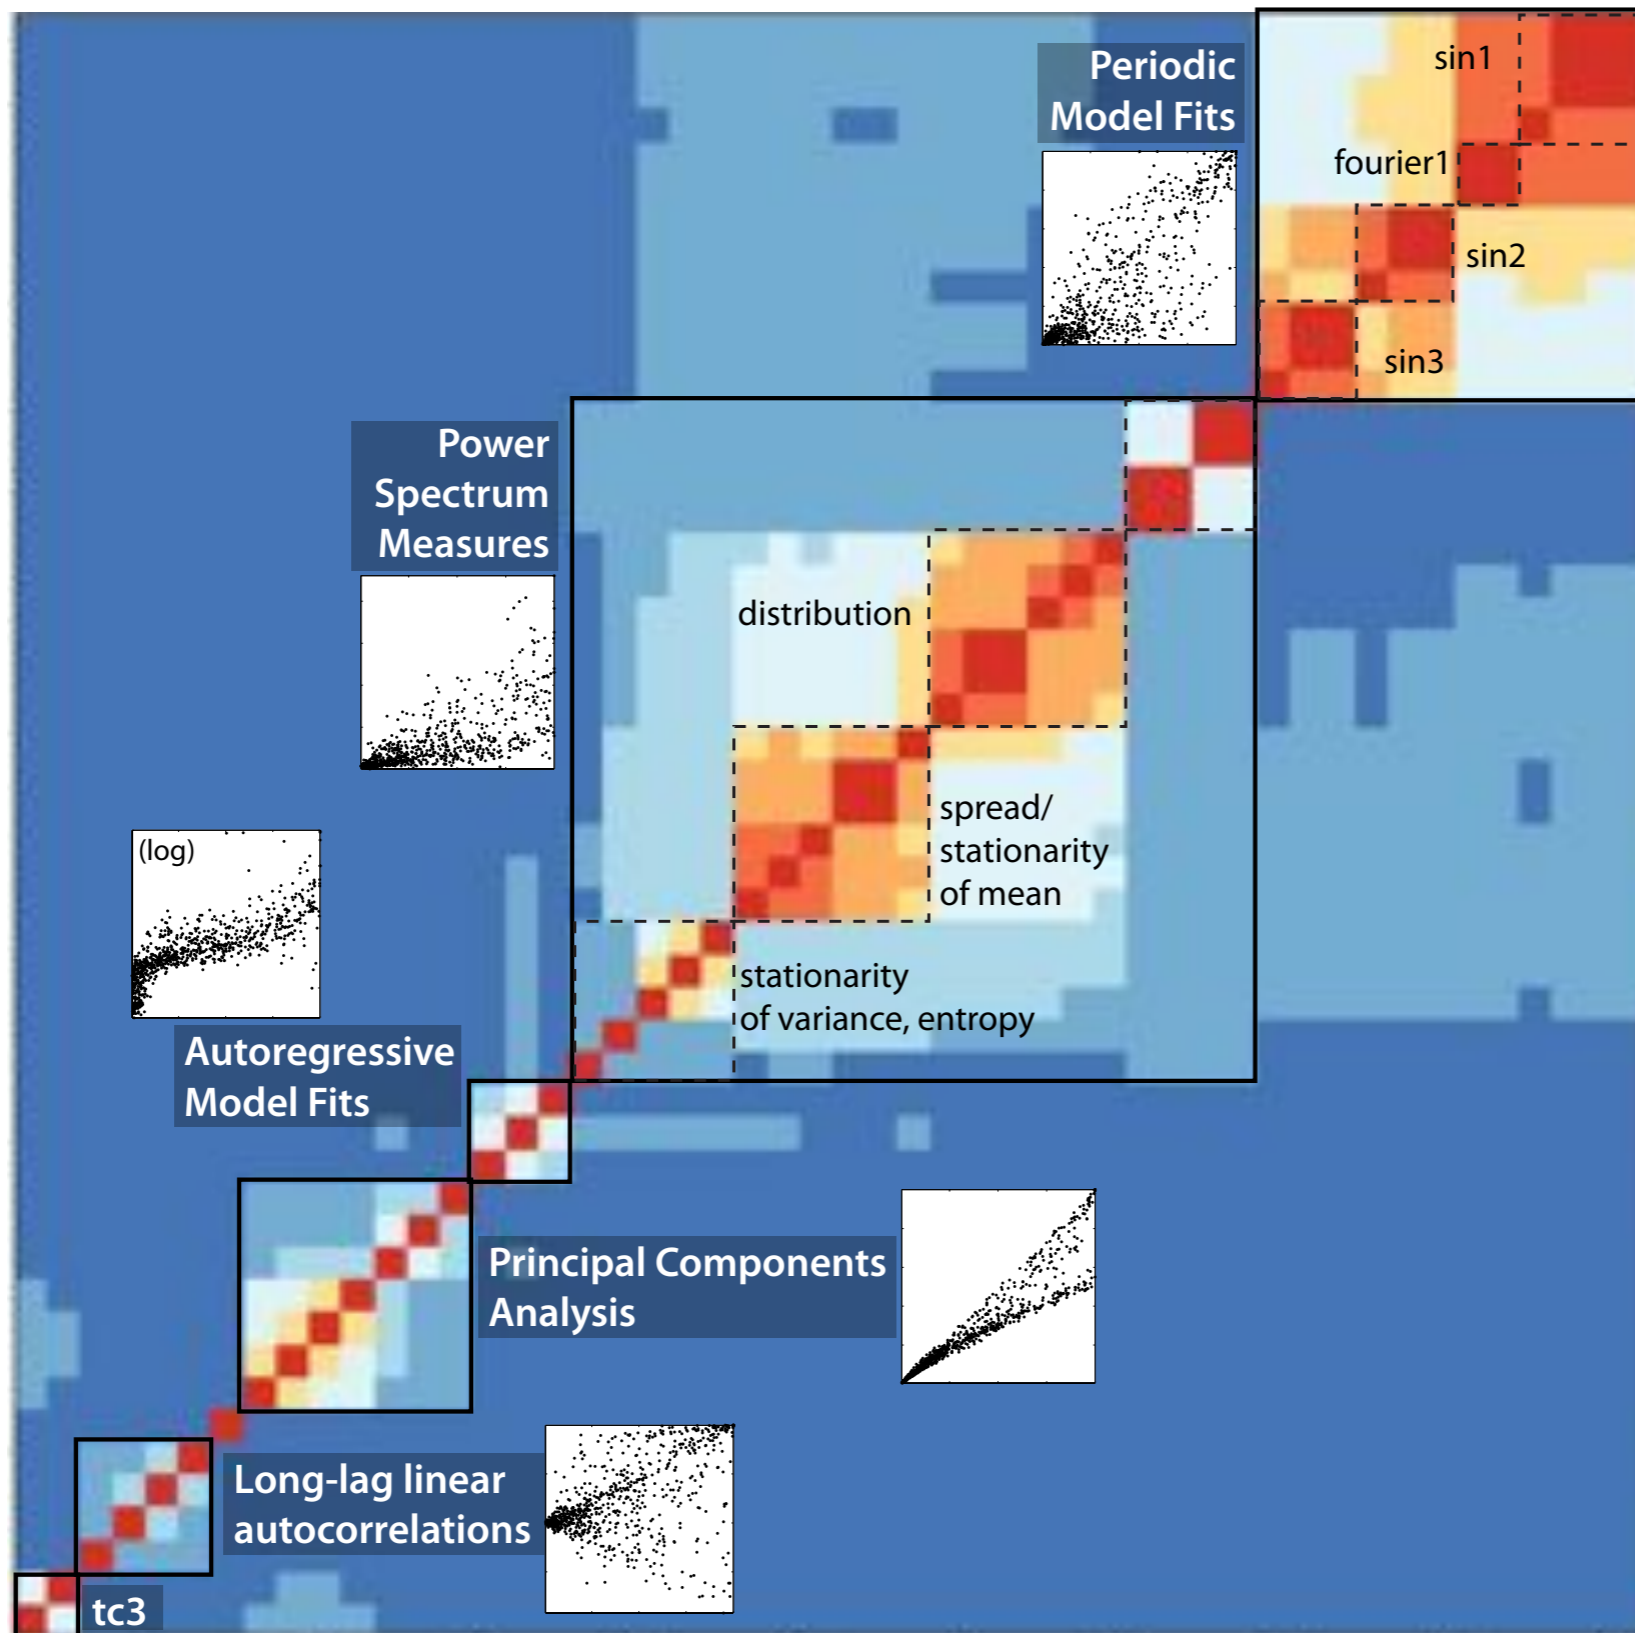 Periodic
Model Fits
sin1
fourier1
sin2
sin3
Power
Spectrum
Measures
distribution
spread/
stationarity
of mean
(log)
stationarity
of variance, entropy
Autoregressive
Model Fits
Principal Components
Analysis
Long-lag linear
autocorrelations
tc3